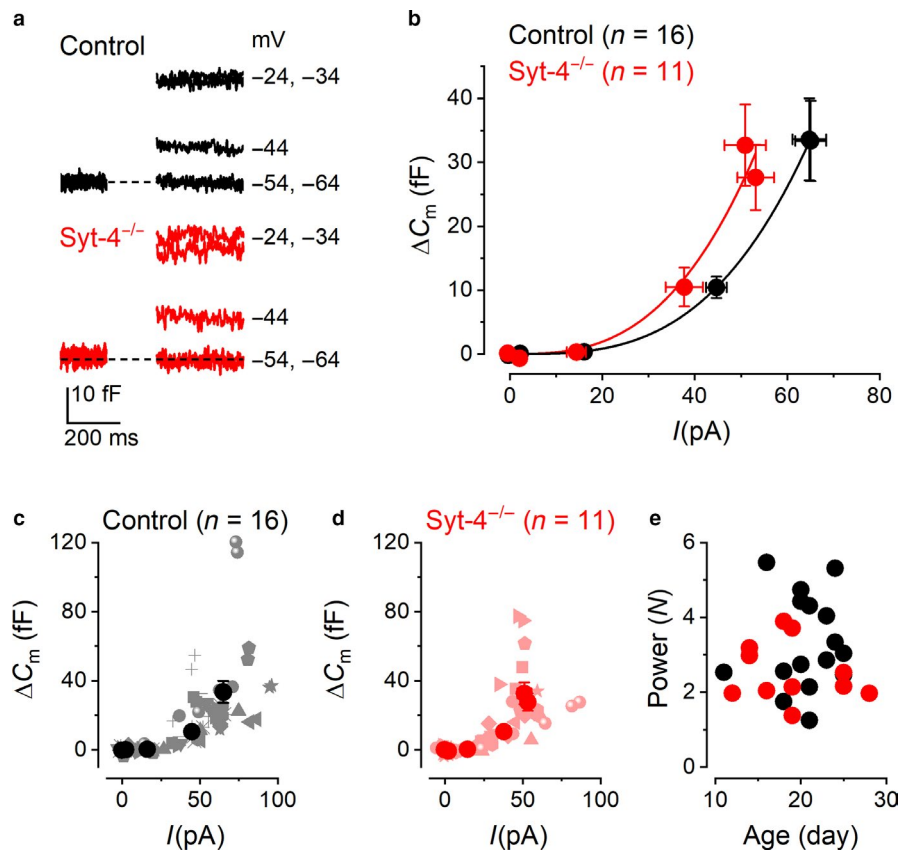 a
Control
mV
−24, −34
−44
−54, −64
Syt-4−/−
−24, −34
−44
−54, −64
10 fF
200 ms
b
Control (n = 16)
Syt-4−/− (n = 11)
ΔCm (fF)
40
30
20
10
0
0 20 40 60 80
I(pA)
c
Control (n = 16)
ΔCm (fF)
120
80
40
0
0 50 100
I(pA)
d
Syt-4−/− (n = 11)
ΔCm (fF)
120
80
40
0
0 50 100
I(pA)
e
Power (N)
6
4
2
0
10 20 30
Age (day)